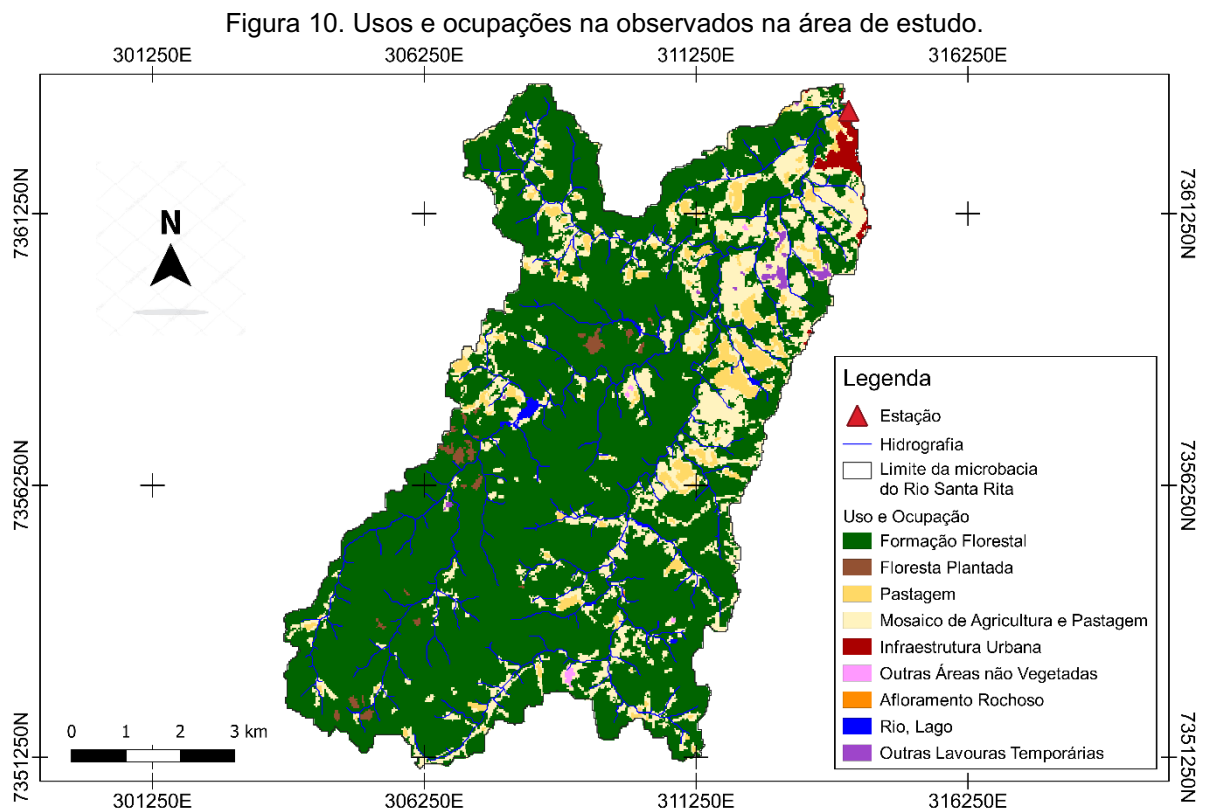 Figura 10. Usos e ocupações na observados na área de estudo.
301250E
306250E
311250E
316250E
7361250N
7361250N
N
7356250N
7356250N
7351250N
7351250N
Legenda
Estação
Hidrografia
Limite da microbacia
do Rio Santa Rita
Uso e Ocupação
Formação Florestal
Floresta Plantada
Pastagem
Mosaico de Agricultura e Pastagem
Infraestrutura Urbana
Outras Áreas não Vegetadas
Afloramento Rochoso
Rio, Lago
Outras Lavouras Temporárias
0 1 2 3 km
301250E
306250E
311250E
316250E